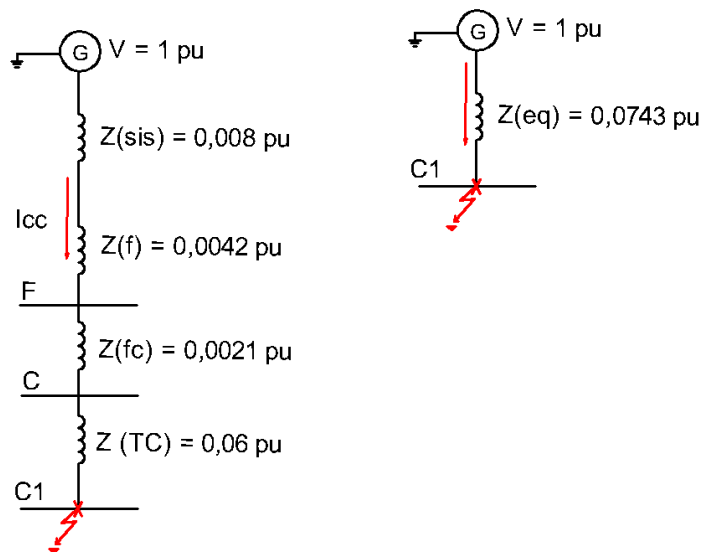 G
V = 1 pu
Z(sis) = 0,008 pu
Icc
Z(f) = 0,0042 pu
F
Z(fc) = 0,0021 pu
C
Z (TC) = 0,06 pu
C1
G
V = 1 pu
Z(eq) = 0,0743 pu
C1